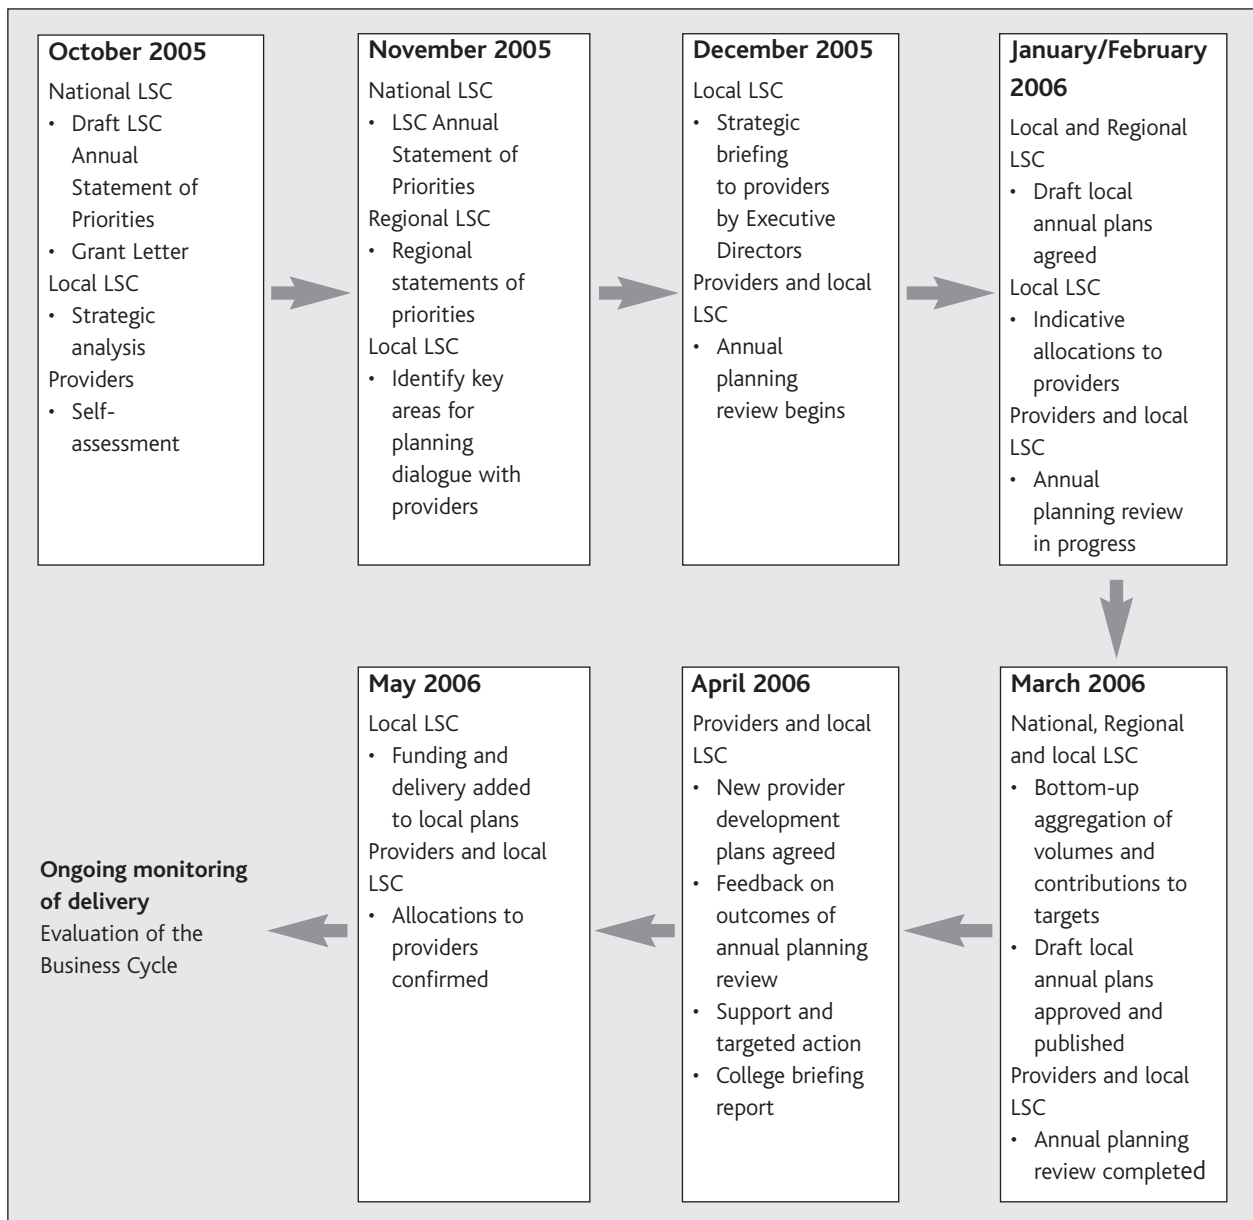 October 2005
National LSC
• Draft LSC
Annual
Statement of
Priorities
• Grant Letter
Local LSC
• Strategic
analysis
Providers
• Self-
assessment
November 2005
National LSC
• LSC Annual
Statement of
Priorities
Regional LSC
• Regional
statements of
priorities
Local LSC
• Identify key
areas for
planning
dialogue with
providers
December 2005
Local LSC
• Strategic
briefing
to providers
by Executive
Directors
Providers and local
LSC
• Annual
planning
review begins
January/February
2006
Local and Regional
LSC
• Draft local
annual plans
agreed
Local LSC
• Indicative
allocations to
providers
Providers and local
LSC
• Annual
planning review
in progress
March 2006
National, Regional
and local LSC
• Bottom-up
aggregation of
volumes and
contributions to
targets
• Draft local
annual plans
approved and
published
Providers and local
LSC
• Annual planning
review completed
April 2006
Providers and local
LSC
• New provider
development
plans agreed
• Feedback on
outcomes of
annual planning
review
• Support and
targeted action
• College briefing
report
May 2006
Local LSC
• Funding and
delivery added
to local plans
Providers and local
LSC
• Allocations to
providers
confirmed
Ongoing monitoring
of delivery
Evaluation of the
Business Cycle